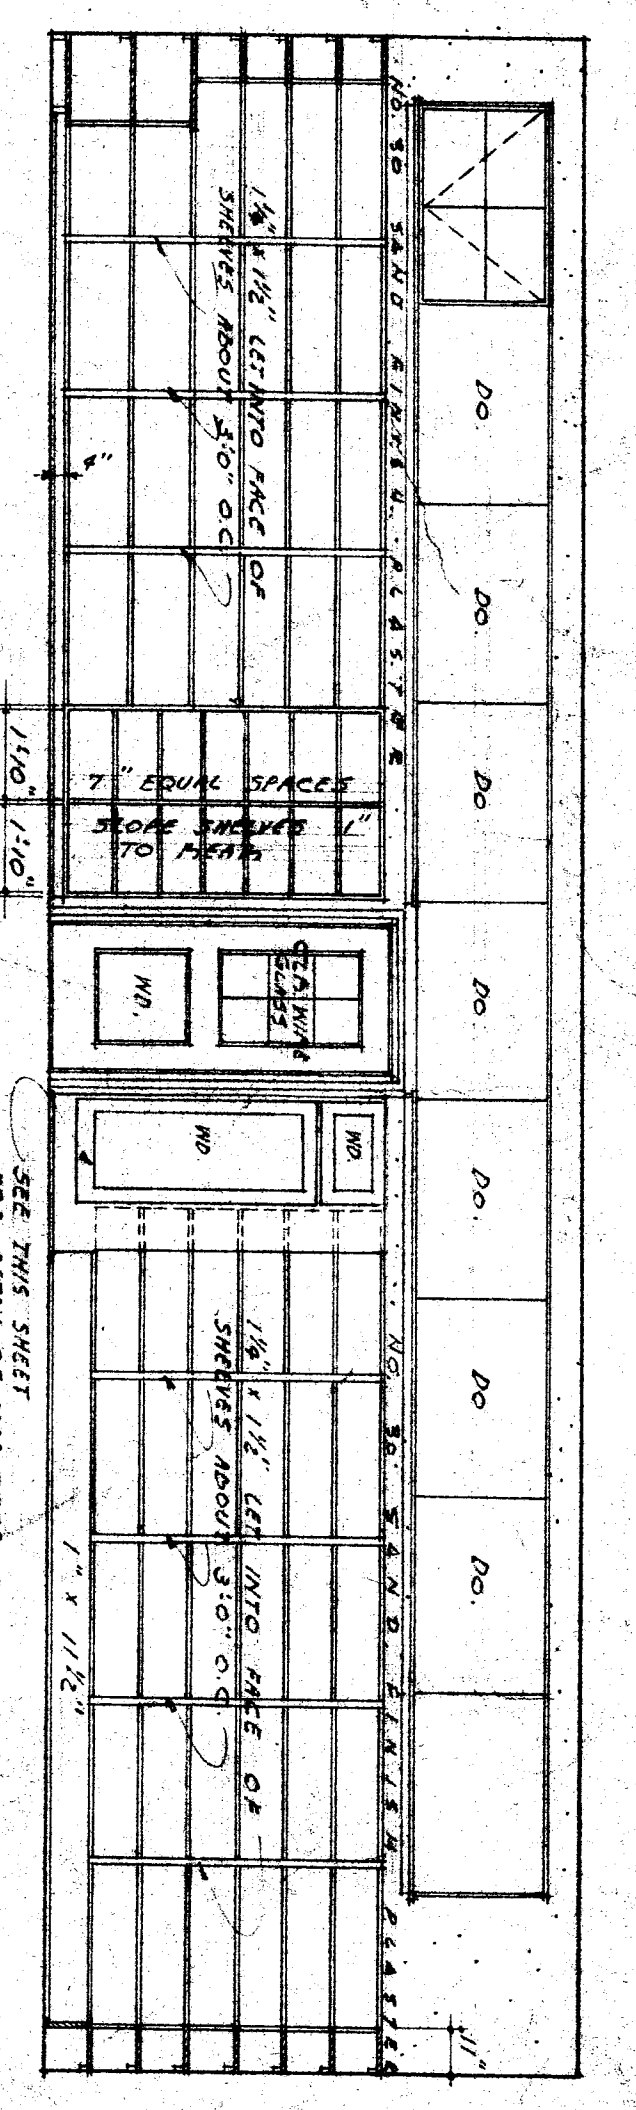 DO.
DO.
DO.
DO.
DO.
DO.
DO.
NO. 30 SAND FINISH PLASTER
NO. 30 SAND FINISH PLASTER
11"
1¼" x 1½" LET INTO FACE OF
SHELVES ABOUT 3'-0" O.C.
7" EQUAL SPACES
SLOPE SHELVES 1"
TO REAR
WIRE
GLASS
WD.
WD.
WD.
1¼" x 1½" LET INTO FACE OF
SHELVES ABOUT 3'-0" O.C.
4"
1'-10"
1'-10"
1" x 11½"
SEE THIS SHEET